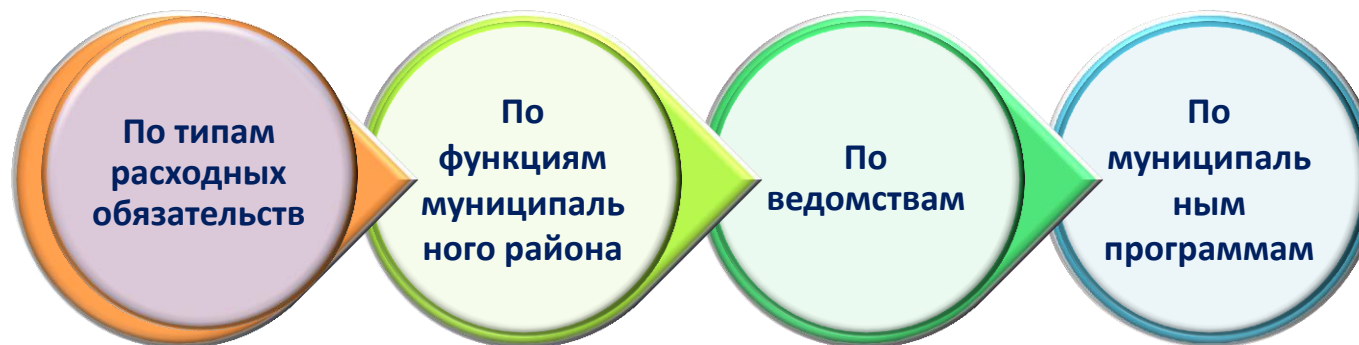 По типам
расходных
обязательств
По
функциям
муниципаль
ного района
По
ведомствам
По
муниципаль
ным
программам